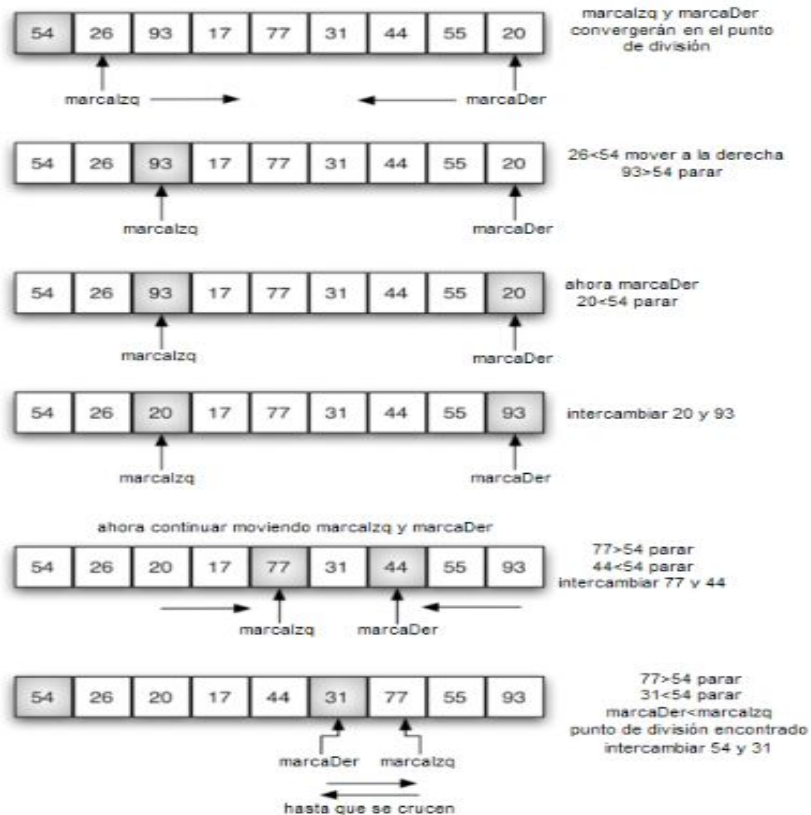 54 26 93 17 77 31 44 55 20
marcaIzq y marcaDer
convergerán en el punto
de división
marcaIzq marcaDer
54 26 93 17 77 31 44 55 20
26<54 mover a la derecha
93>54 parar
marcaIzq marcaDer
54 26 93 17 77 31 44 55 20
ahora marcaDer
20<54 parar
marcaIzq marcaDer
54 26 20 17 77 31 44 55 93
intercambiar 20 y 93
marcaIzq marcaDer
ahora continuar moviendo marcaIzq y marcaDer
54 26 20 17 77 31 44 55 93
77>54 parar
44<54 parar
intercambiar 77 y 44
marcaIzq marcaDer
54 26 20 17 44 31 77 55 93
77>54 parar
31<54 parar
marcaDer<marcaIzq
punto de división encontrado
intercambiar 54 y 31
marcaDer marcaIzq
hasta que se crucen